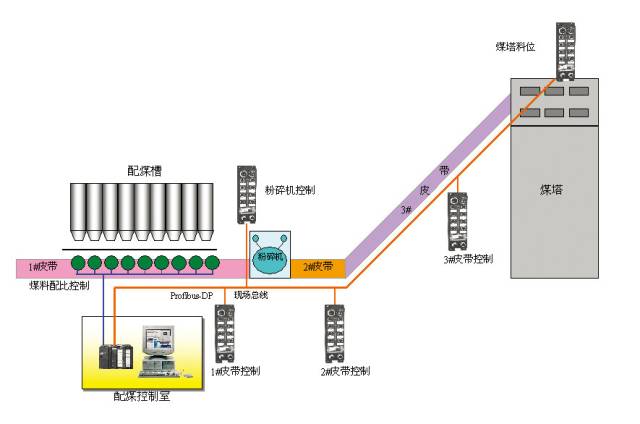 煤塔料位
配煤槽
粉碎机控制
3#
皮
带
煤塔
1#皮带
粉碎机
2#皮带
3#皮带控制
煤料配比控制
Profibus-DP
现场总线
1#皮带控制
2#皮带控制
配煤控制室